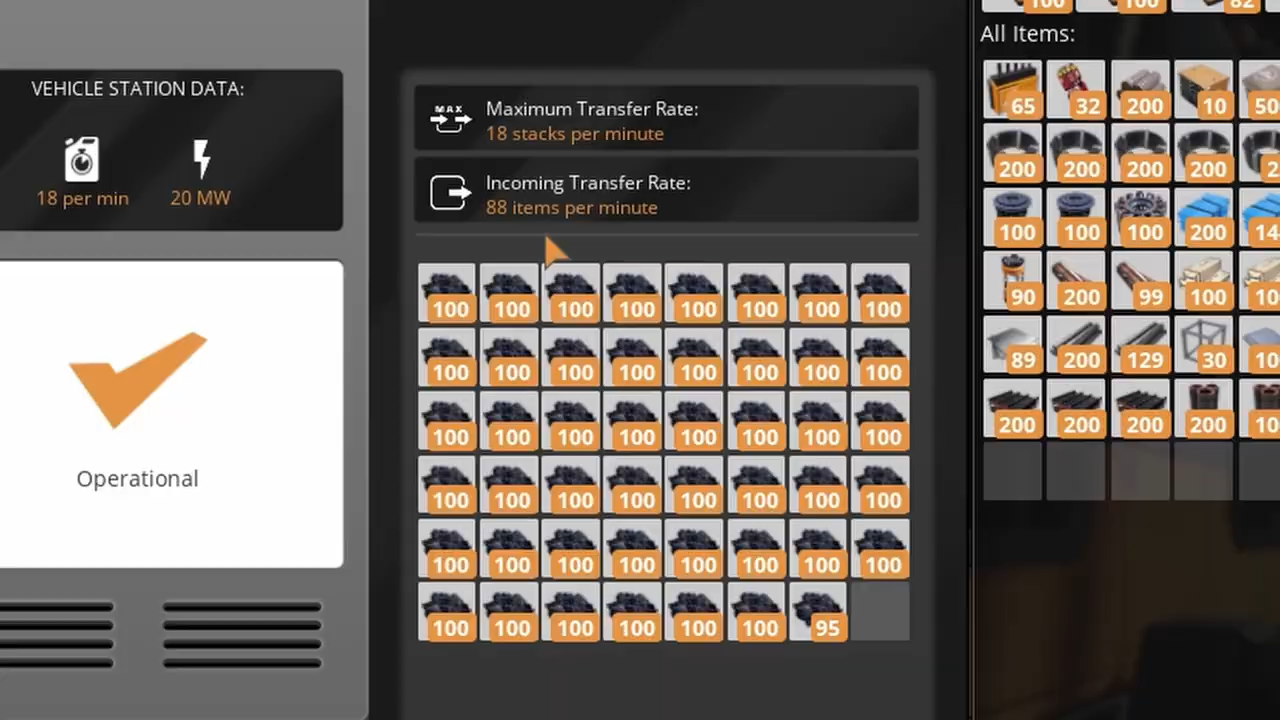 VEHICLE STATION DATA:
18 per min
20 MW
Operational
MAX
Maximum Transfer Rate:
18 stacks per minute
Incoming Transfer Rate:
88 items per minute
100 100 100 100 100 100 100 100
100 100 100 100 100 100 100 100
100 100 100 100 100 100 100 100
100 100 100 100 100 100 100 100
100 100 100 100 100 100 100 100
100 100 100 100 100 100 95
100 100 82
All Items:
65 32 200 10
200 200 200 200
100 100 100 200
90 200 99 100
89 200 129 30
200 200 200 200